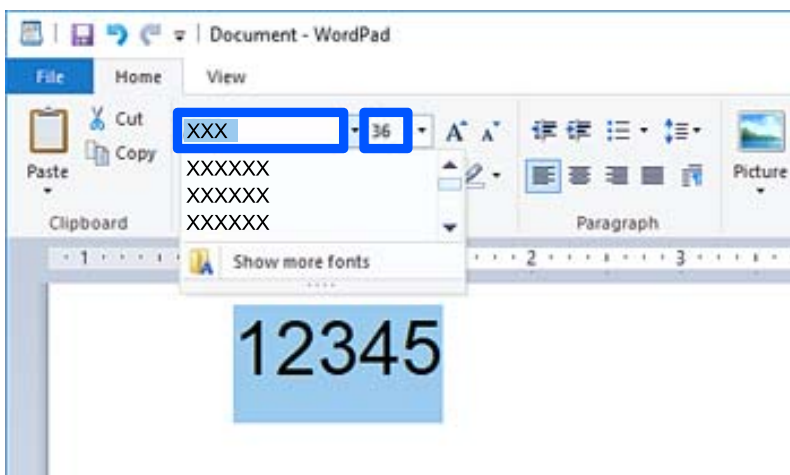 Document - WordPad
File Home View
Cut
Copy
Paste
XXX 36 A A
XXXXXX
XXXXXX
XXXXXX
Show more fonts
Picture
Clipboard Paragraph
1 2 3
12345